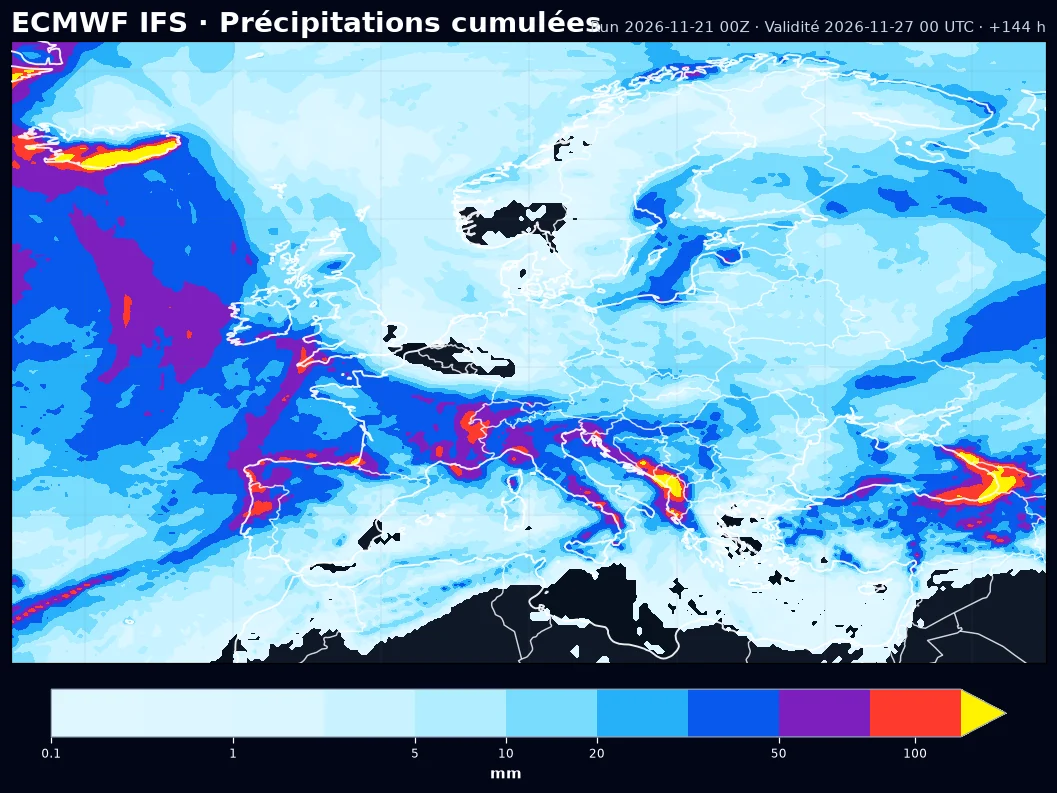 ECMWF IFS · Précipitations cumulées
Run 2026-11-21 00Z · Validité 2026-11-27 00 UTC · +144 h
0.1 1 5 10 20 50 100
mm